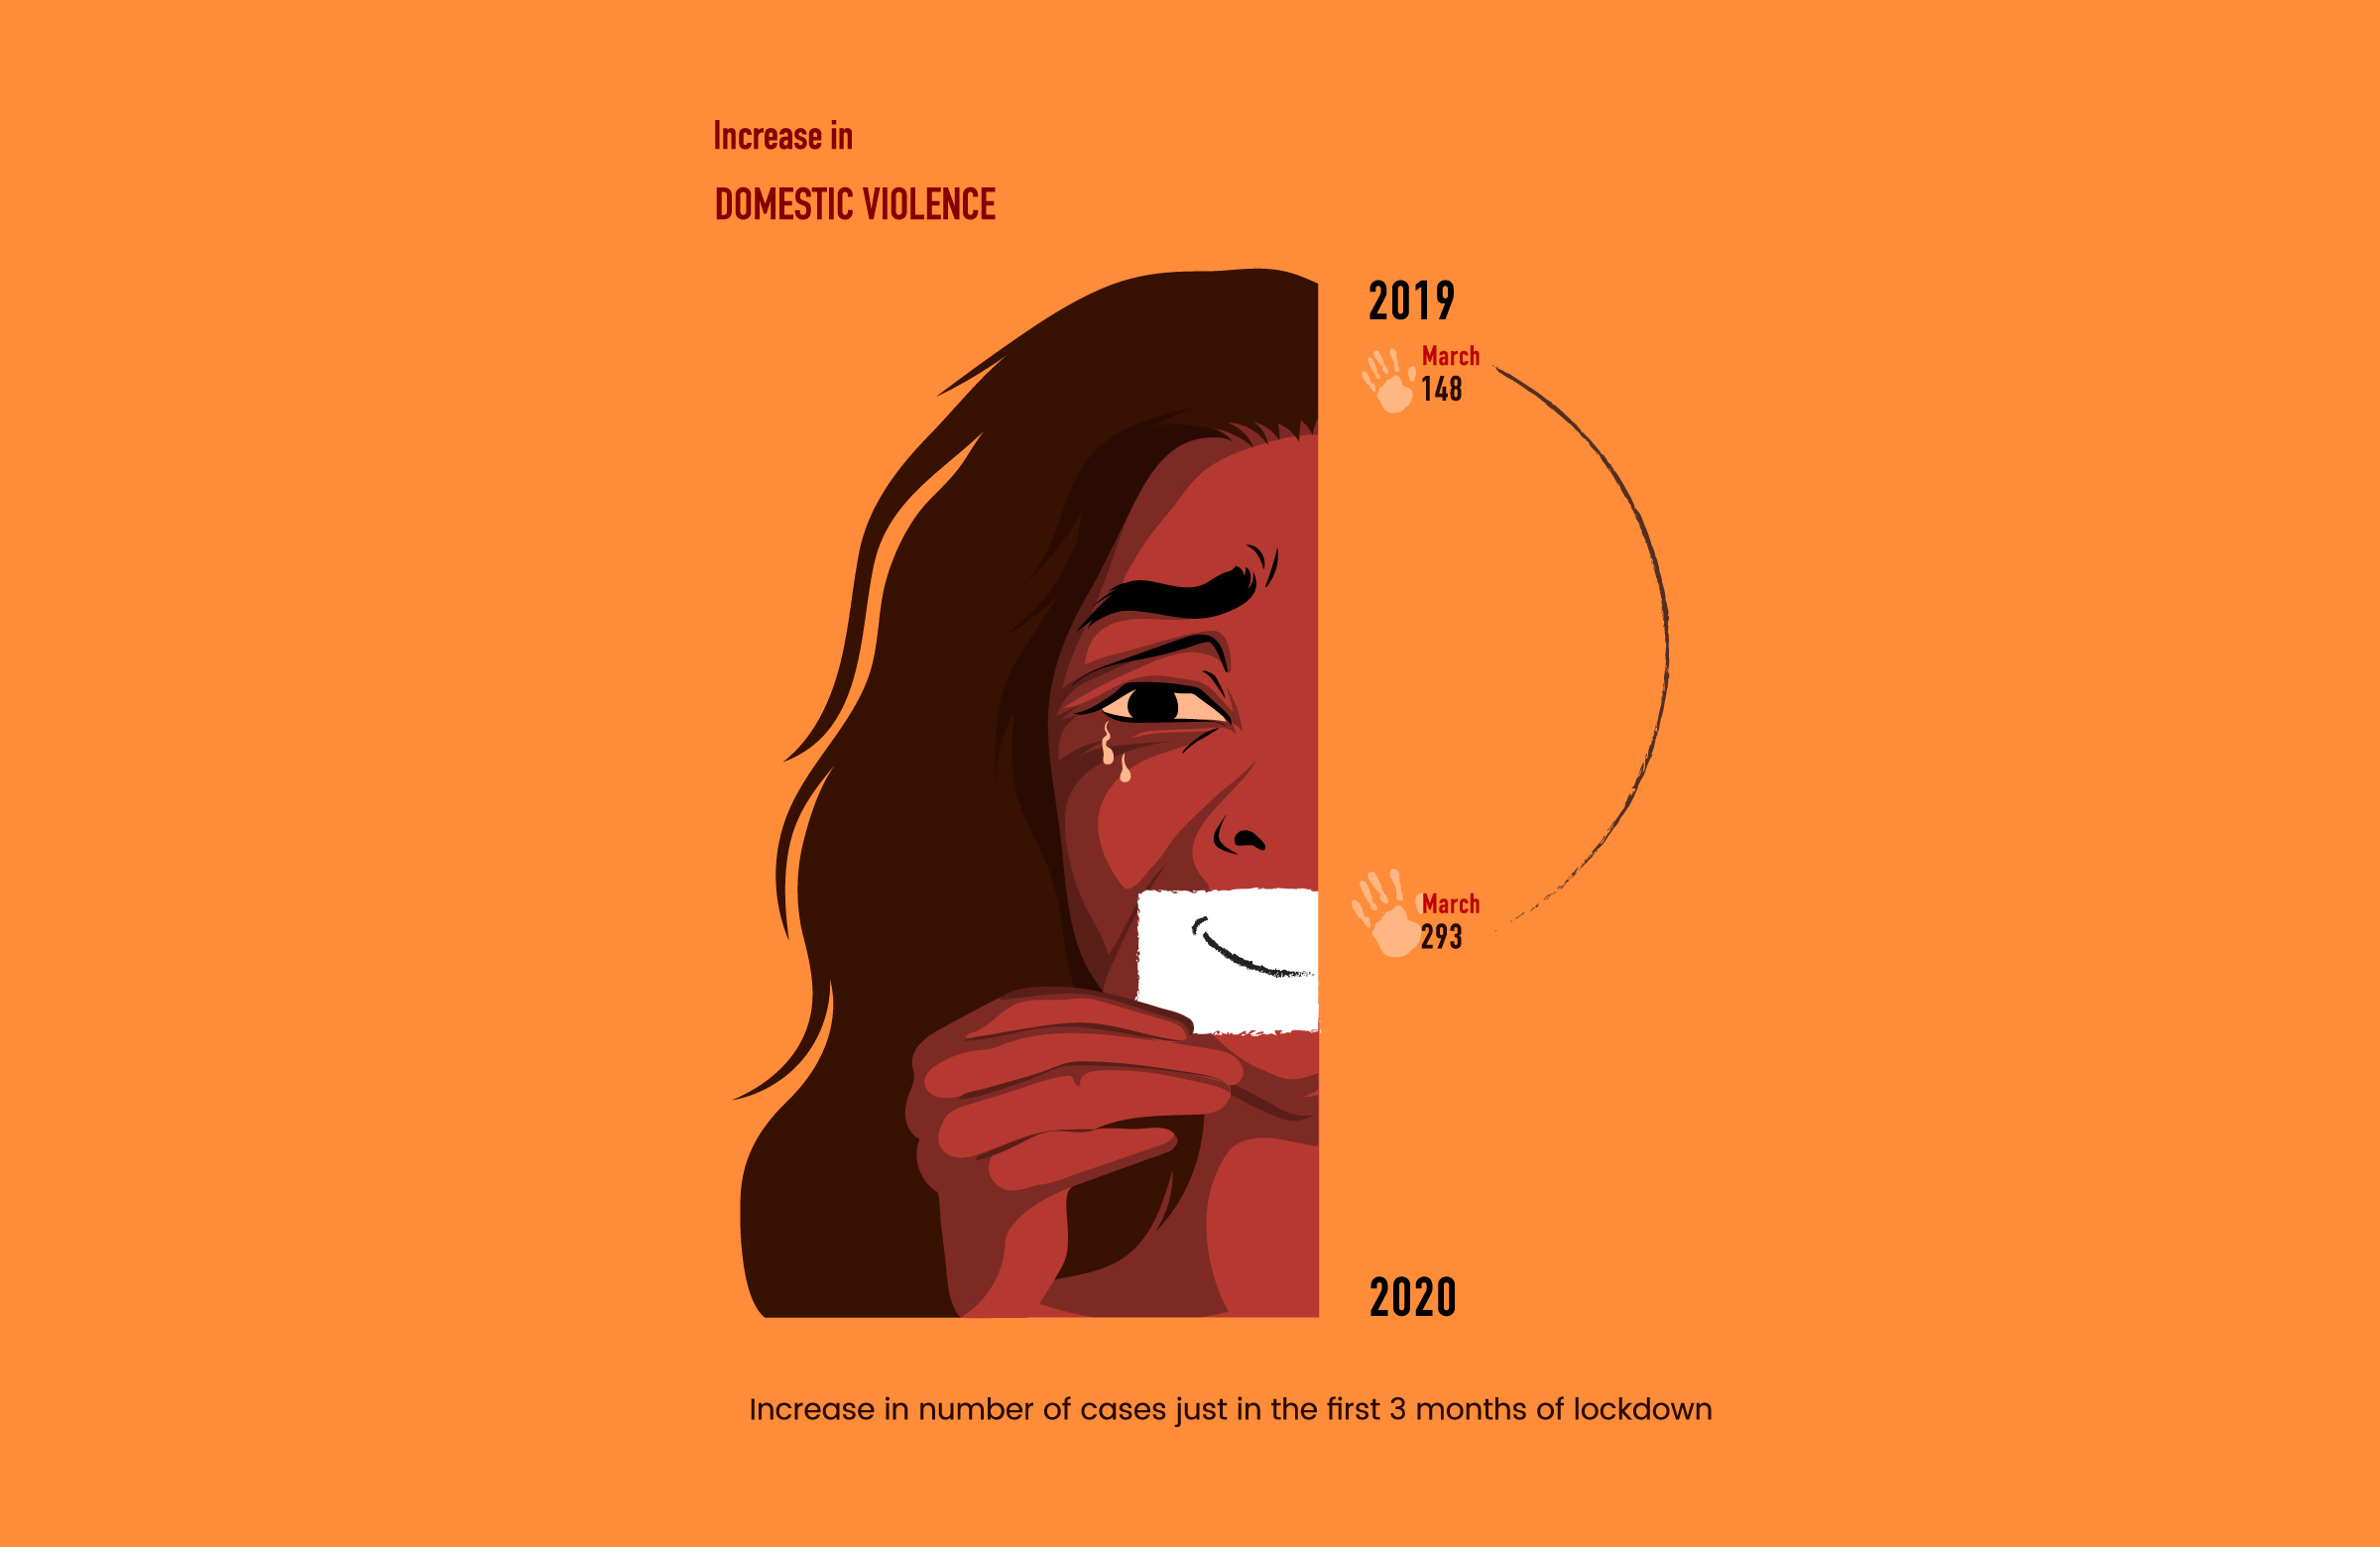 Increase in
DOMESTIC VIOLENCE
2019
March
148
March
293
2020
Increase in number of cases just in the first 3 months of lockdown